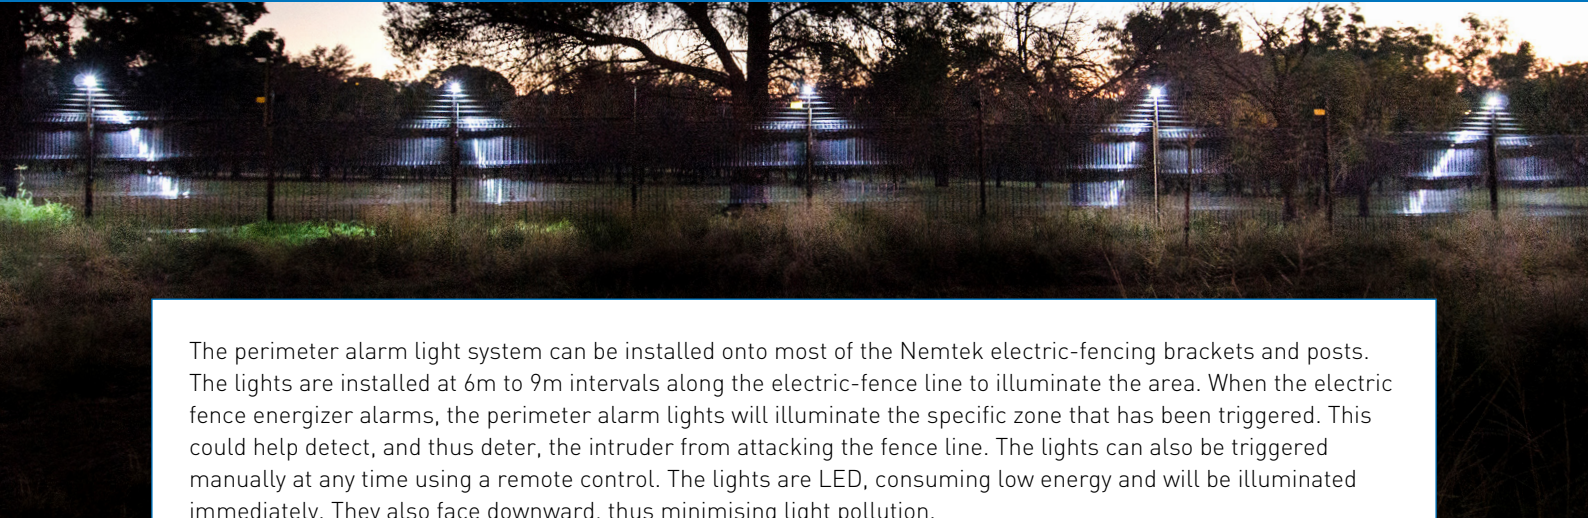 The perimeter alarm light system can be installed onto most of the Nemtek electric-fencing brackets and posts.
The lights are installed at 6m to 9m intervals along the electric-fence line to illuminate the area. When the electric
fence energizer alarms, the perimeter alarm lights will illuminate the specific zone that has been triggered. This
could help detect, and thus deter, the intruder from attacking the fence line. The lights can also be triggered
manually at any time using a remote control. The lights are LED, consuming low energy and will be illuminated
immediately. They also face downward, thus minimising light pollution.